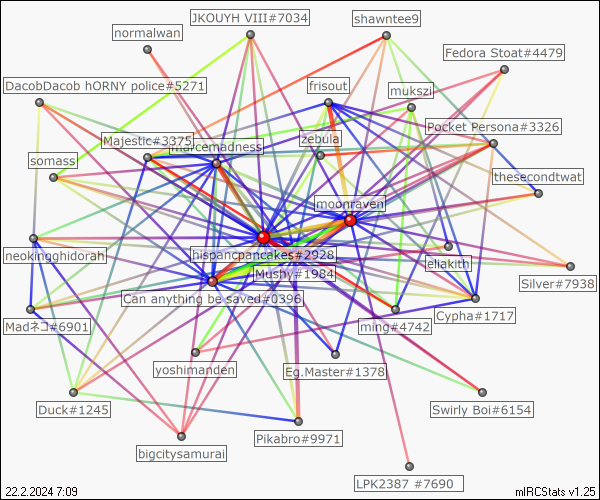 JKOUYH VIII#7034
shawntee9
normalwan
Fedora Stoat#4479
DacobDacob hORNY police#5271
frisout
mukszi
Pocket Persona#3326
zebula
Majestic#3375
marcemadness
somass
thesecondtwat
moonraven
neokingghidorah
hispancpancakes#2928
eliakith
Mushy#1984
Silver#7938
Can anything be saved#0396
Cypha#1717
Madネコ#6901
ming#4742
yoshimanden
Eg.Master#1378
Duck#1245
Swirly Boi#6154
Pikabro#9971
bigcitysamurai
LPK2387 #7690
22.2.2024 7:09
mIRCStats v1.25